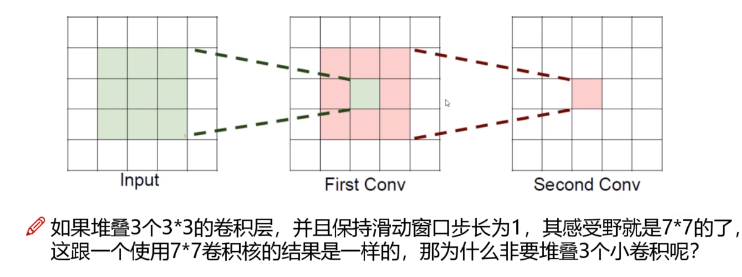 Input
First Conv
Second Conv
如果堆叠3个3*3的卷积层，并且保持滑动窗口步长为1，其感受野就是7*7的了，
这跟一个使用7*7卷积核的结果是一样的，那为什么非要堆叠3个小卷积呢？